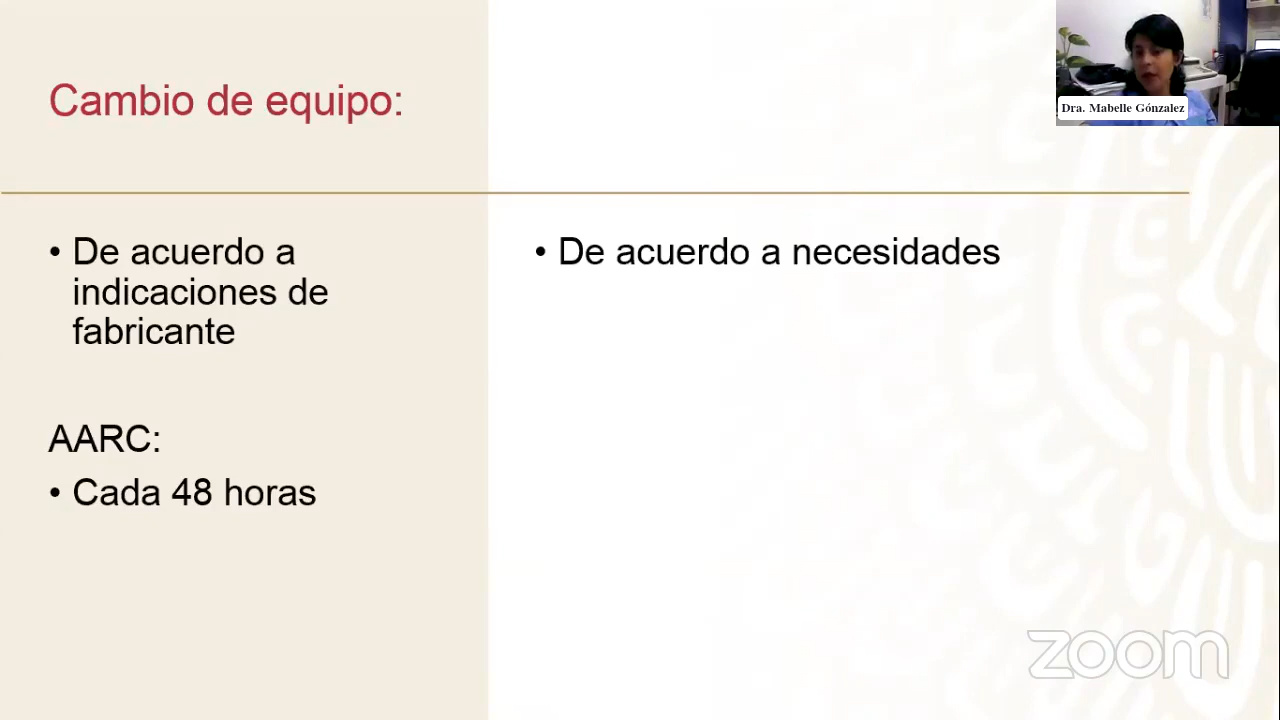 Cambio de equipo:
Dra. Mabelle Gónzalez
• De acuerdo a
indicaciones de
fabricante
AARC:
• Cada 48 horas
• De acuerdo a necesidades
zoom